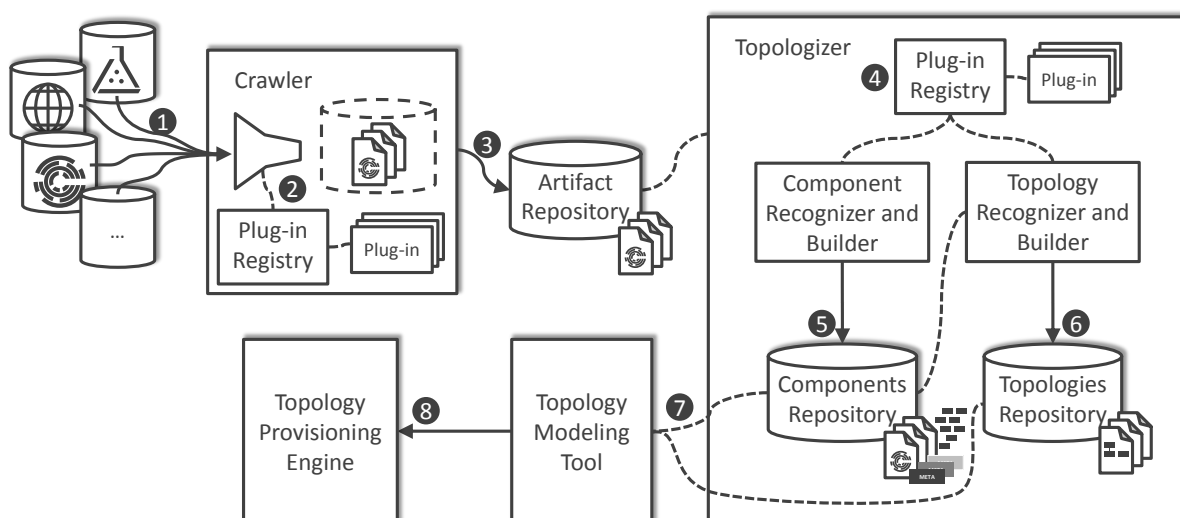 1
...
Crawler
2
Plug-in
Registry
Plug-in
3
Artifact
Repository
Topologizer
4
Plug-in
Registry
Plug-in
Component
Recognizer and
Builder
Topology
Recognizer and
Builder
5
6
Components
Repository
META
Topologies
Repository
7
Topology
Modeling
Tool
8
Topology
Provisioning
Engine